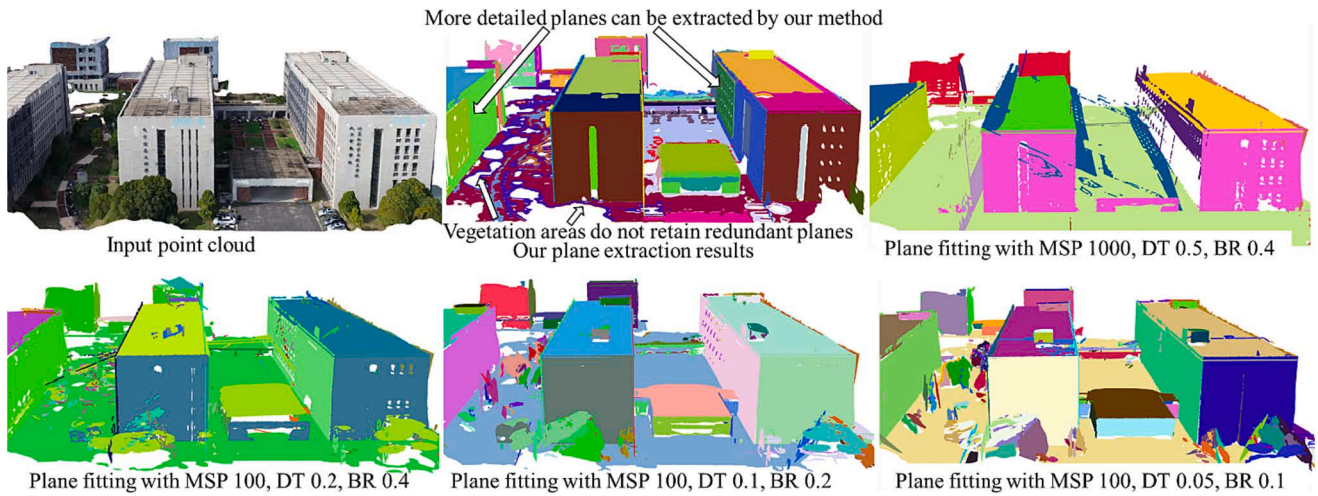 More detailed planes can be extracted by our method
Input point cloud
Vegetation areas do not retain redundant planes
Our plane extraction results
Plane fitting with MSP 1000, DT 0.5, BR 0.4
Plane fitting with MSP 100, DT 0.2, BR 0.4
Plane fitting with MSP 100, DT 0.1, BR 0.2
Plane fitting with MSP 100, DT 0.05, BR 0.1